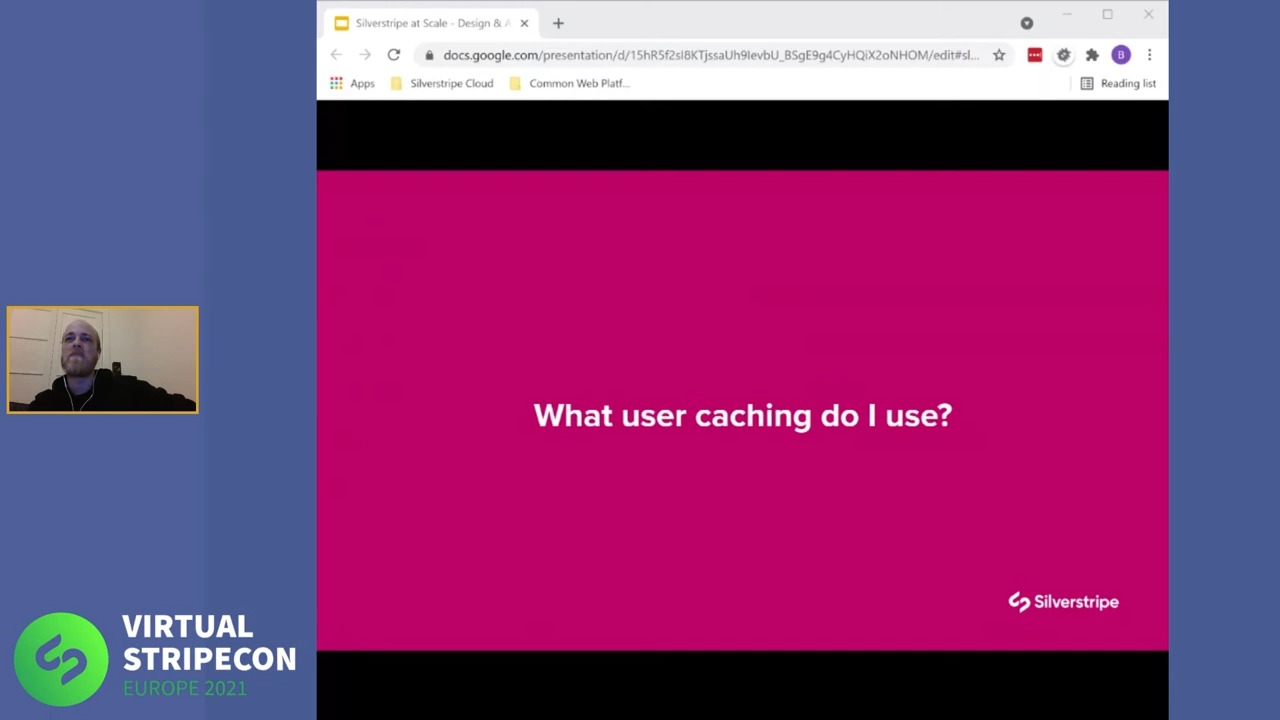 Silverstripe at Scale - Design & A
docs.google.com/presentation/d/15hR5f2sI8KTjssaUh9IevbU_BSgE9g4CyHQiX2oNHOM/edit#sl...
B
Apps
Silverstripe Cloud
Common Web Platf...
Reading list
What user caching do I use?
Silverstripe
VIRTUAL
STRIPECON
EUROPE 2021